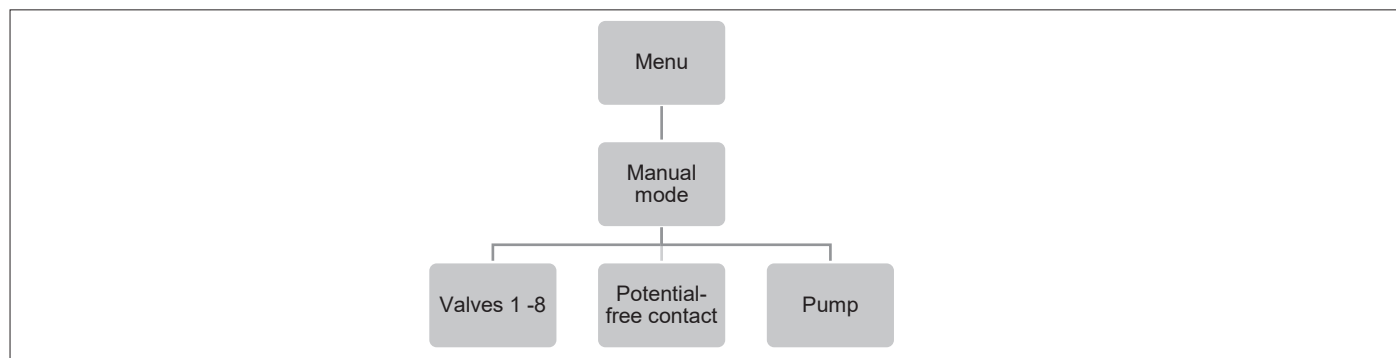 Menu
Manual
mode
Valves 1 -8
Potential-
free contact
Pump